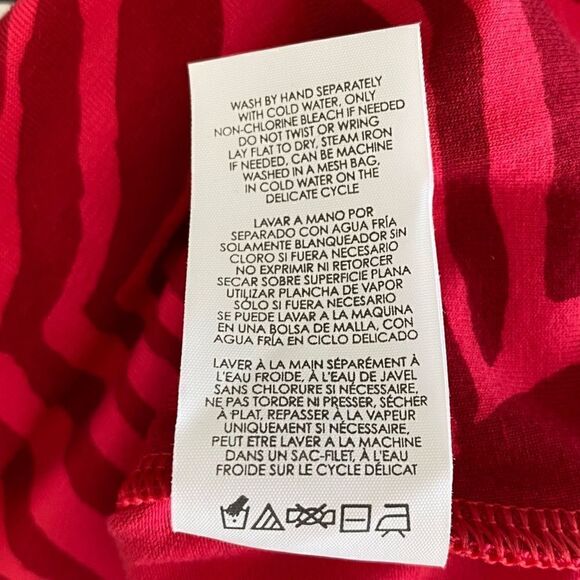 WASH BY HAND SEPARATELY
WITH COLD WATER, ONLY
NON-CHLORINE BLEACH IF NEEDED
DO NOT TWIST OR WRING
LAY FLAT TO DRY, STEAM IRON
IF NEEDED, CAN BE MACHINE
WASHED IN A MESH BAG,
IN COLD WATER ON THE
DELICATE CYCLE
LAVAR A MANO POR
SEPARADO CON AGUA FRÍA
SOLAMENTE BLANQUEADOR SIN
CLORO SI FUERA NECESARIO
NO EXPRIMIR NI RETORCER
SECAR SOBRE SUPERFICIE PLANA
UTILIZAR PLANCHA DE VAPOR
SÓLO SI FUERA NECESARIO
SE PUEDE LAVAR A LA MAQUINA
EN UNA BOLSA DE MALLA, CON
AGUA FRÍA EN CICLO DELICADO
LAVER À LA MAIN SÉPARÉMENT À
L'EAU FROIDE, À L'EAU DE JAVEL
SANS CHLORURE SI NÉCESSAIRE,
NE PAS TORDRE NI PRESSER, SÉCHER
À PLAT, REPASSER À LA VAPEUR
UNIQUEMENT SI NÉCESSAIRE,
PEUT ETRE LAVER A LA MACHINE
DANS UN SAC-FILET, A L'EAU
FROIDE SUR LE CYCLE DÉLICAT